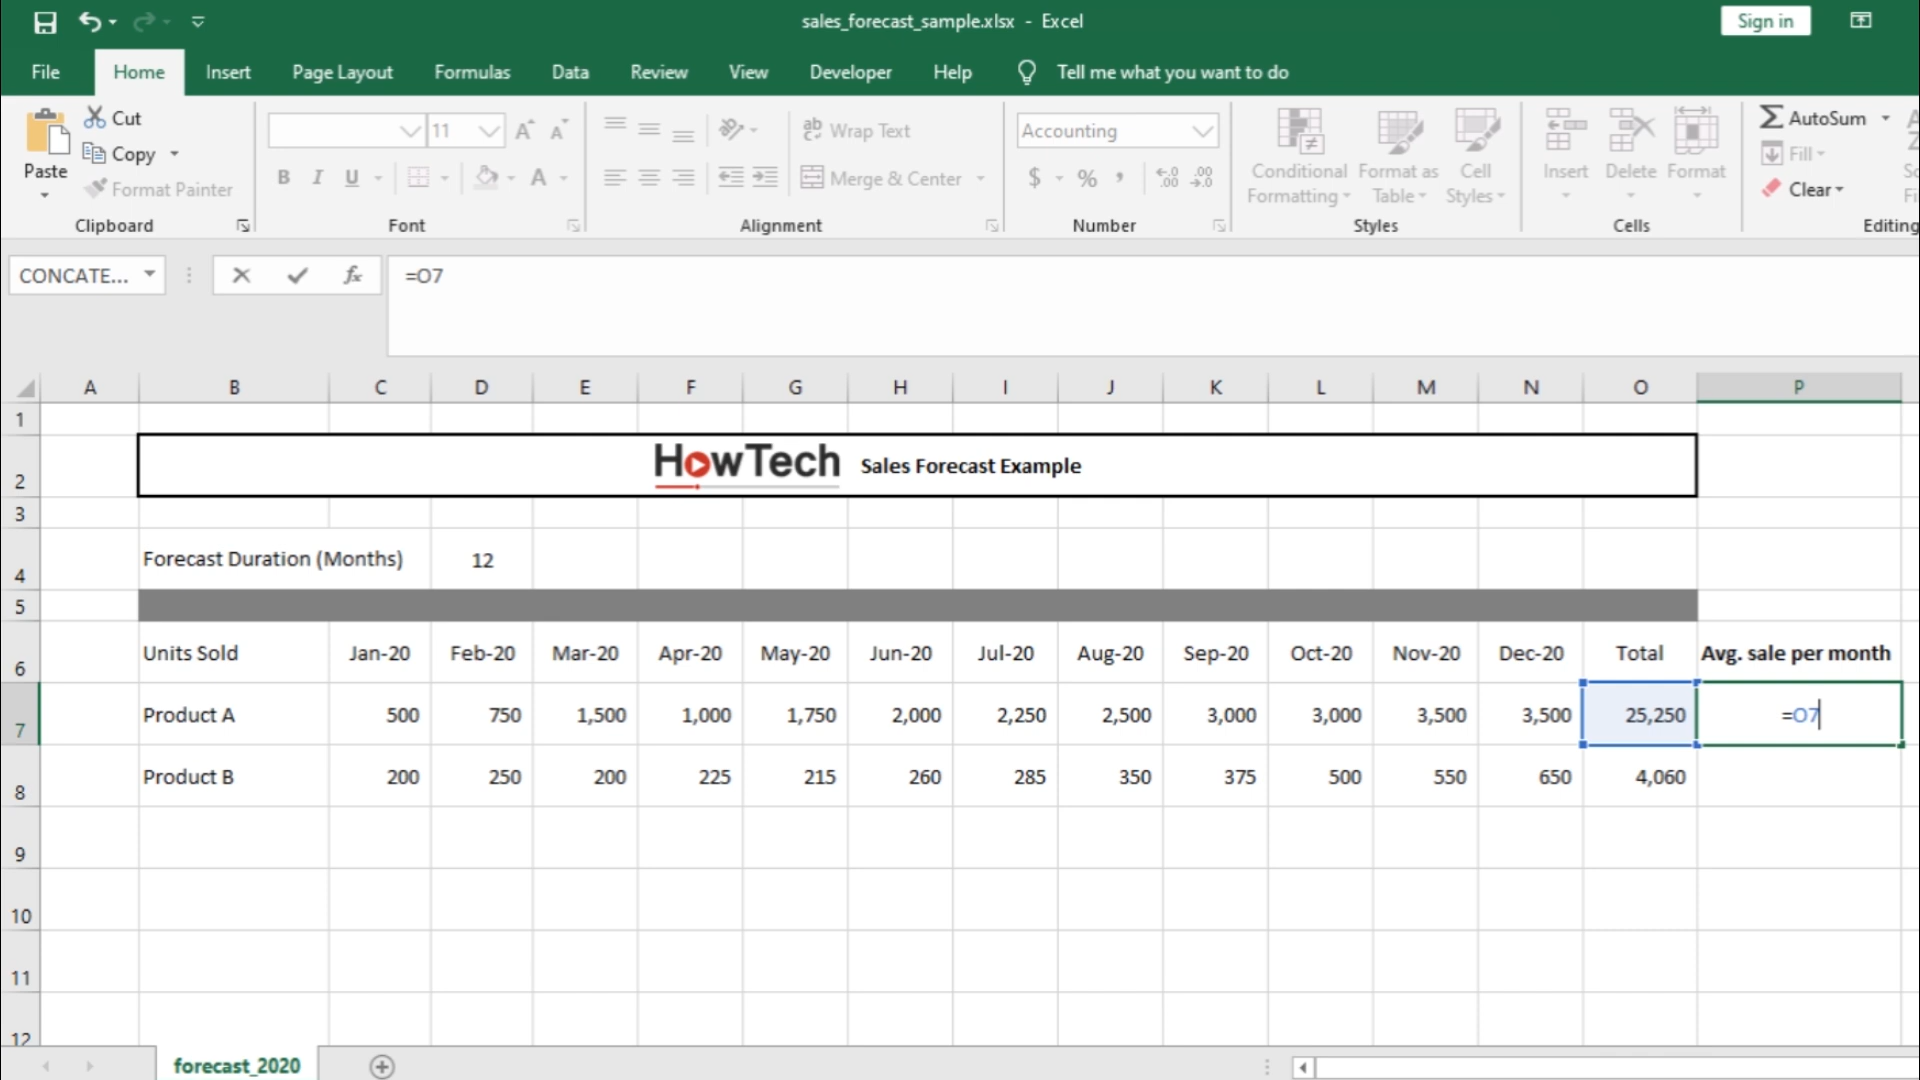 sales_forecast_sample.xlsx - Excel
Sign in
File Home Insert Page Layout Formulas Data Review View Developer Help Tell me what you want to do
Paste
Cut
Copy
Format Painter
Clipboard
11
B I U A
Font
ab Wrap Text
Merge & Center
Alignment
Accounting
$ % ,
Number
Conditional Formatting
Format as Table
Cell Styles
Styles
Insert Delete Format
Cells
AutoSum
Fill
Clear
Editing
CONCATE... fx =O7
A B C D E F G H I J K L M N O P
1
2 HowTech Sales Forecast Example
3
4 Forecast Duration (Months) 12
5
6 Units Sold Jan-20 Feb-20 Mar-20 Apr-20 May-20 Jun-20 Jul-20 Aug-20 Sep-20 Oct-20 Nov-20 Dec-20 Total Avg. sale per month
7 Product A 500 750 1,500 1,000 1,750 2,000 2,250 2,500 3,000 3,000 3,500 3,500 25,250 =O7
8 Product B 200 250 200 225 215 260 285 350 375 500 550 650 4,060
9
10
11
12
forecast_2020